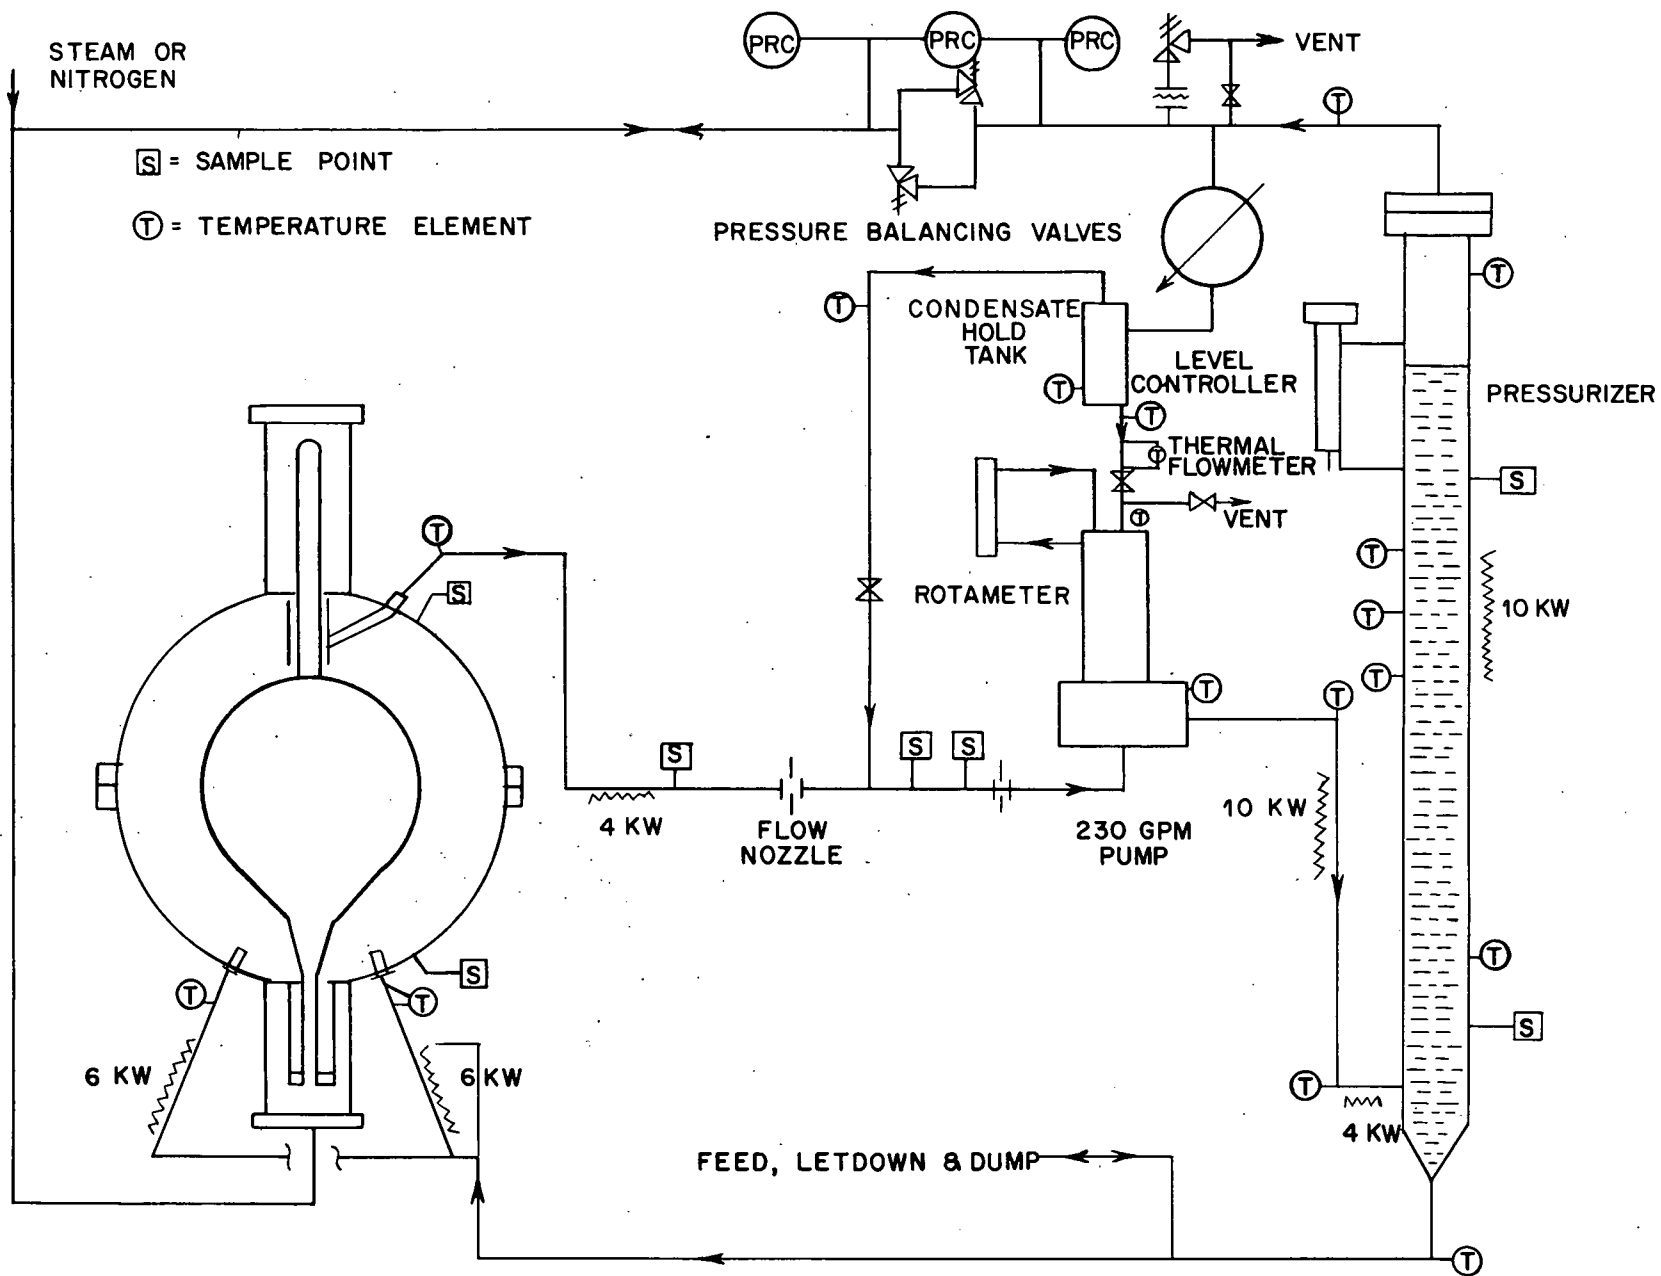 STEAM OR
NITROGEN
PRC
PRC
PRC
VENT
T
S = SAMPLE POINT
T = TEMPERATURE ELEMENT
PRESSURE BALANCING VALVES
T
T
CONDENSATE
HOLD
TANK
LEVEL
CONTROLLER
PRESSURIZER
T
T
THERMAL
FLOWMETER
T
S
VENT
T
T
T
S
ROTAMETER
T
10 KW
T
T
T
S
S
S
4 KW
FLOW
NOZZLE
230 GPM
PUMP
10 KW
T
S
T
T
S
6 KW
6 KW
T
4 KW
FEED, LETDOWN & DUMP
T